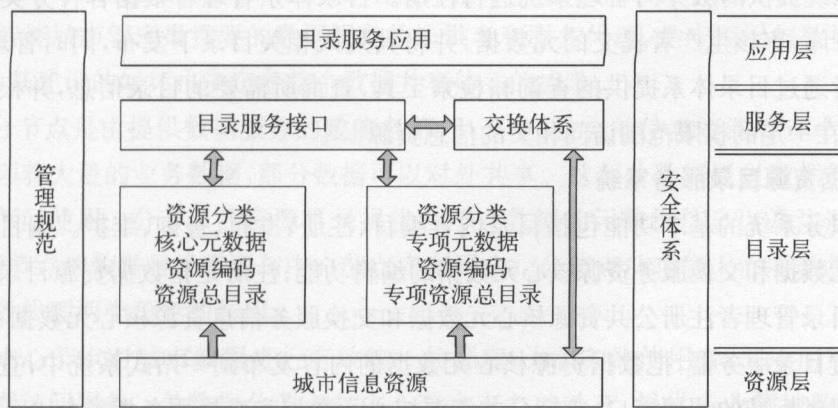 目录服务应用
应用层
目录服务接口
交换体系
服务层
管理规范
资源分类
核心元数据
资源编码
资源总目录
资源分类
专项元数据
资源编码
专项资源总目录
安全体系
目录层
城市信息资源
资源层